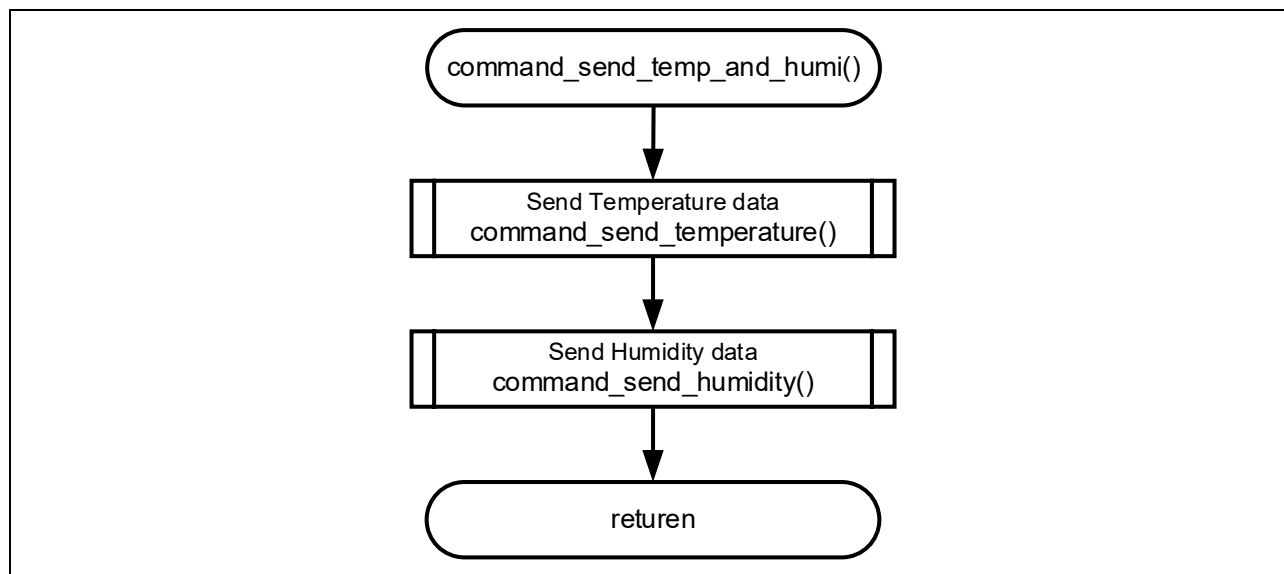 command_send_temp_and_humi()
Send Temperature data
command_send_temperature()
Send Humidity data
command_send_humidity()
returen